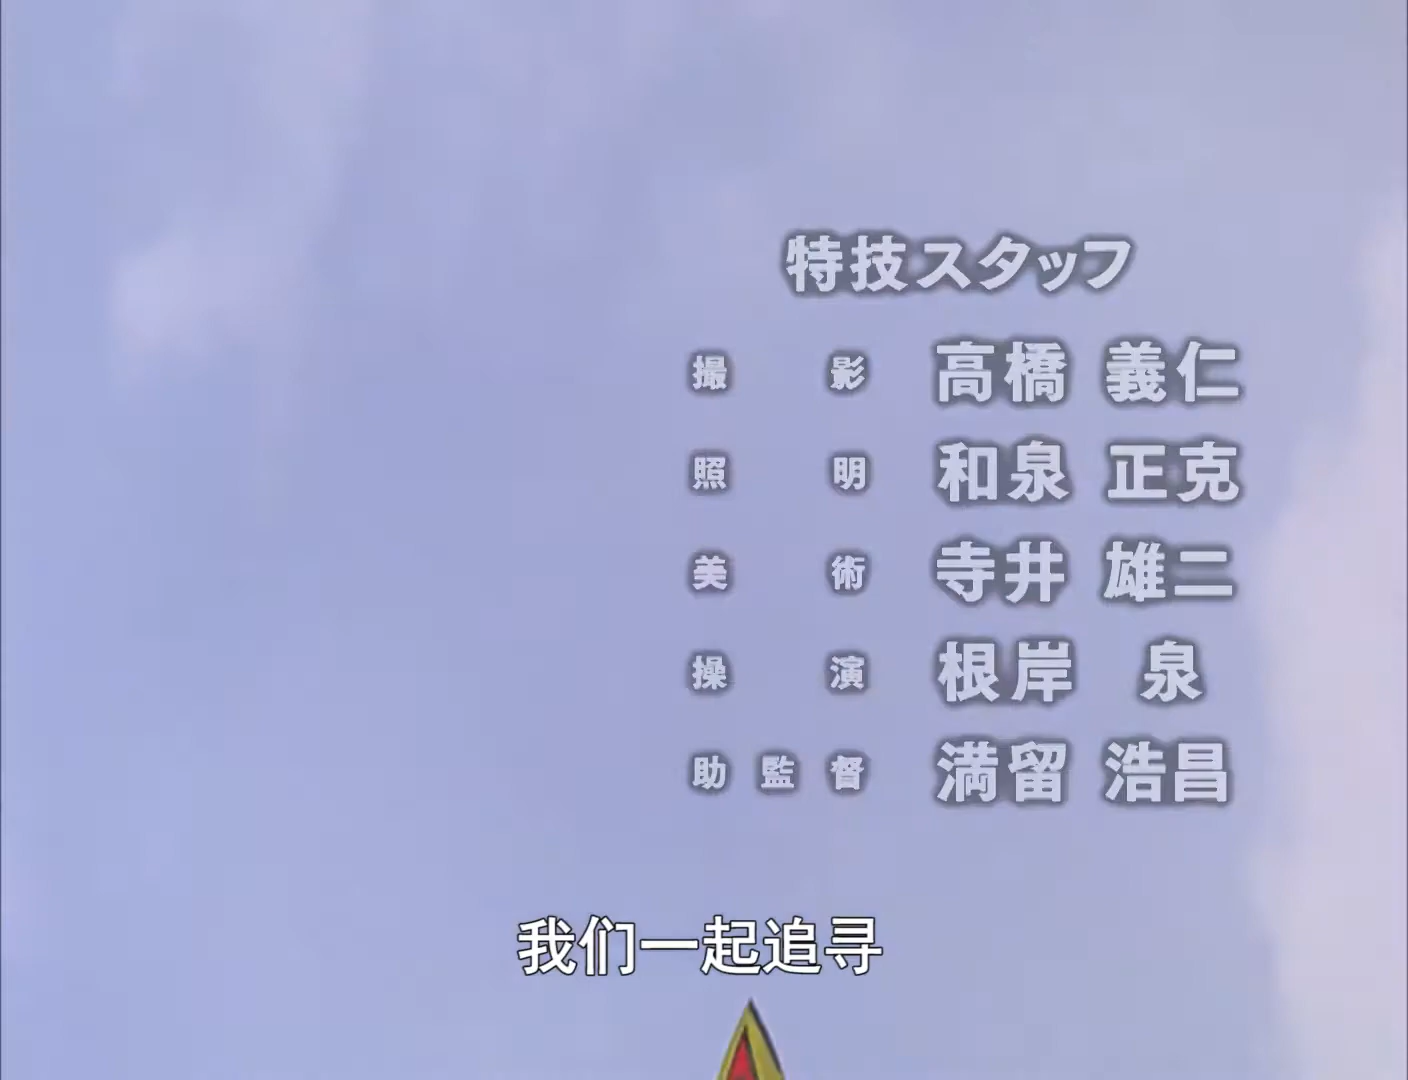 特技スタッフ
撮影 高橋 義仁
照明 和泉 正克
美術 寺井 雄二
操演 根岸 泉
助監督 満留 浩昌
我们一起追寻